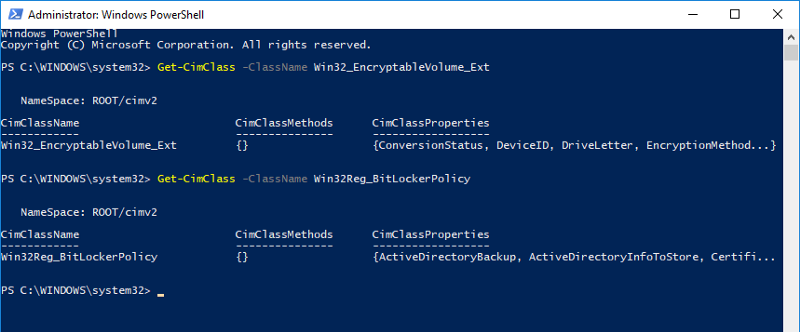 Administrator: Windows PowerShell
Windows PowerShell
Copyright (C) Microsoft Corporation. All rights reserved.
PS C:\WINDOWS\system32> Get-CimClass -ClassName Win32_EncryptableVolume_Ext
NameSpace: ROOT/cimv2
CimClassName CimClassMethods CimClassProperties
------------ --------------- ------------------
Win32_EncryptableVolume_Ext {} {ConversionStatus, DeviceID, DriveLetter, EncryptionMethod...}
PS C:\WINDOWS\system32> Get-CimClass -ClassName Win32Reg_BitLockerPolicy
NameSpace: ROOT/cimv2
CimClassName CimClassMethods CimClassProperties
------------ --------------- ------------------
Win32Reg_BitLockerPolicy {} {ActiveDirectoryBackup, ActiveDirectoryInfoToStore, Certifi...
PS C:\WINDOWS\system32> _